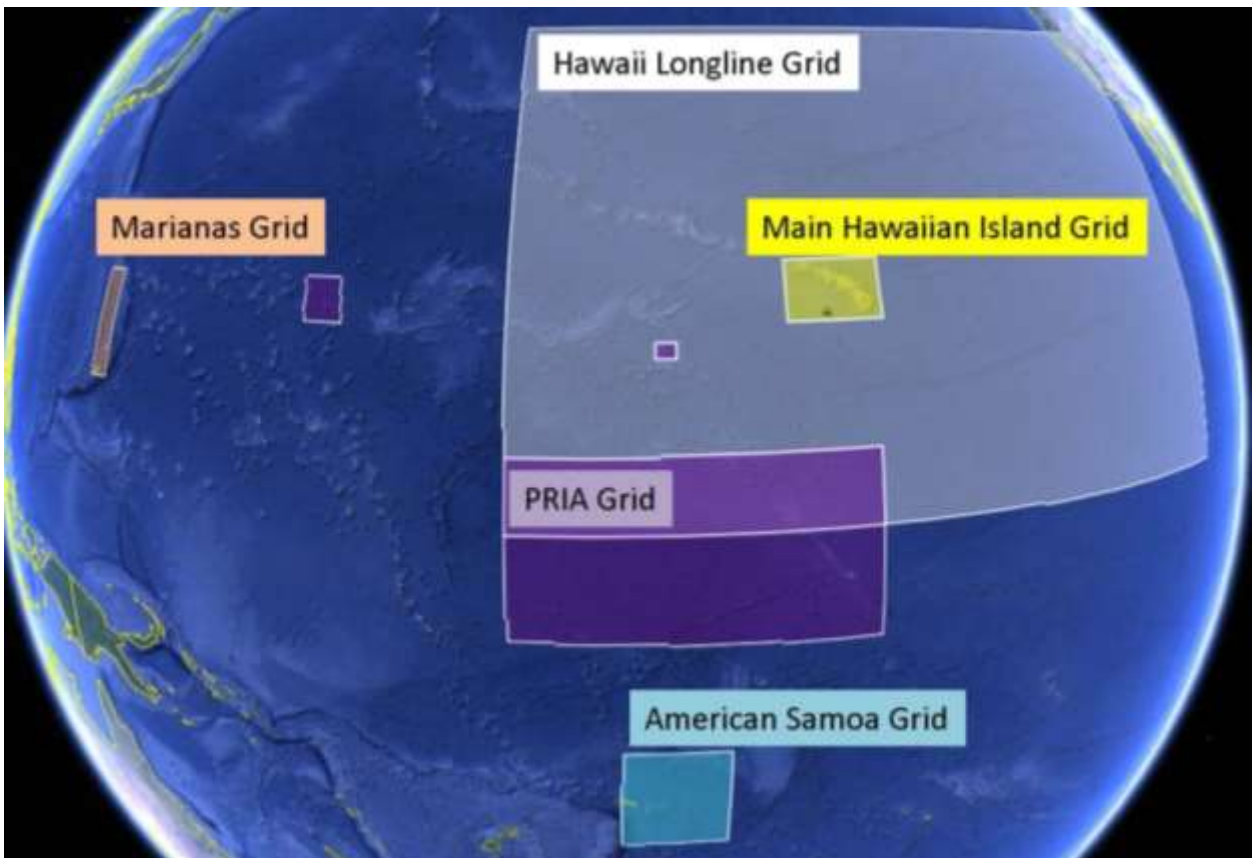 Hawaii Longline Grid
Marianas Grid
Main Hawaiian Island Grid
PRIA Grid
American Samoa Grid